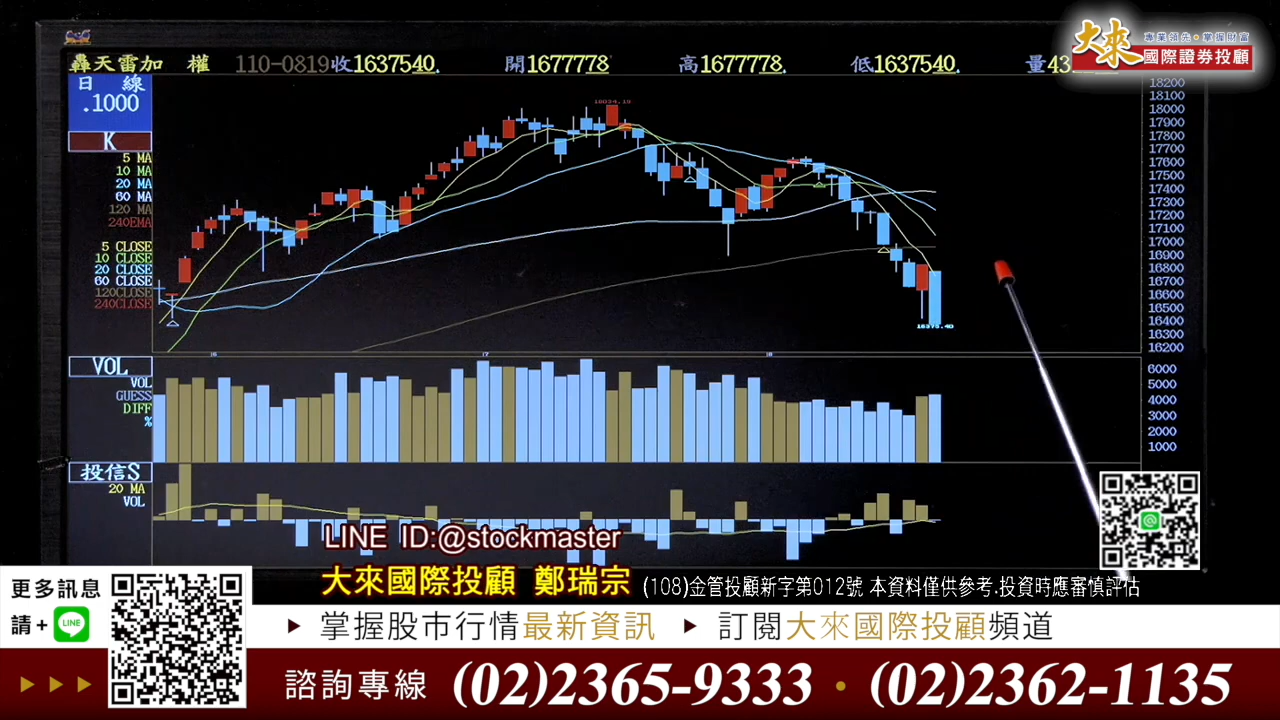 大來 專業領先•掌握財富
國際證券投顧
轟天雷加 權 110-0819收1637540. 開1677778 高1677778. 低1637540. 量43
日 線
.1000
K
5 MA
10 MA
20 MA
60 MA
120 MA
240EMA
5 CLOSE
10 CLOSE
20 CLOSE
60 CLOSE
120CLOSE
240CLOSE
18034.19
16375.40
18200
18100
18000
17900
17800
17700
17600
17500
17400
17300
17200
17100
17000
16900
16800
16700
16600
16500
16400
16300
16200
6 7 8
VOL
VOL
GUESS
DIFF
%
6000
5000
4000
3000
2000
1000
投信S
20 MA
VOL
LINE ID:@stockmaster
大來國際投顧 鄭瑞宗 (108)金管投顧新字第012號 本資料僅供參考.投資時應審慎評估
更多訊息
請+ LINE
掌握股市行情最新資訊 訂閱大來國際投顧頻道
諮詢專線 (02)2365-9333 • (02)2362-1135